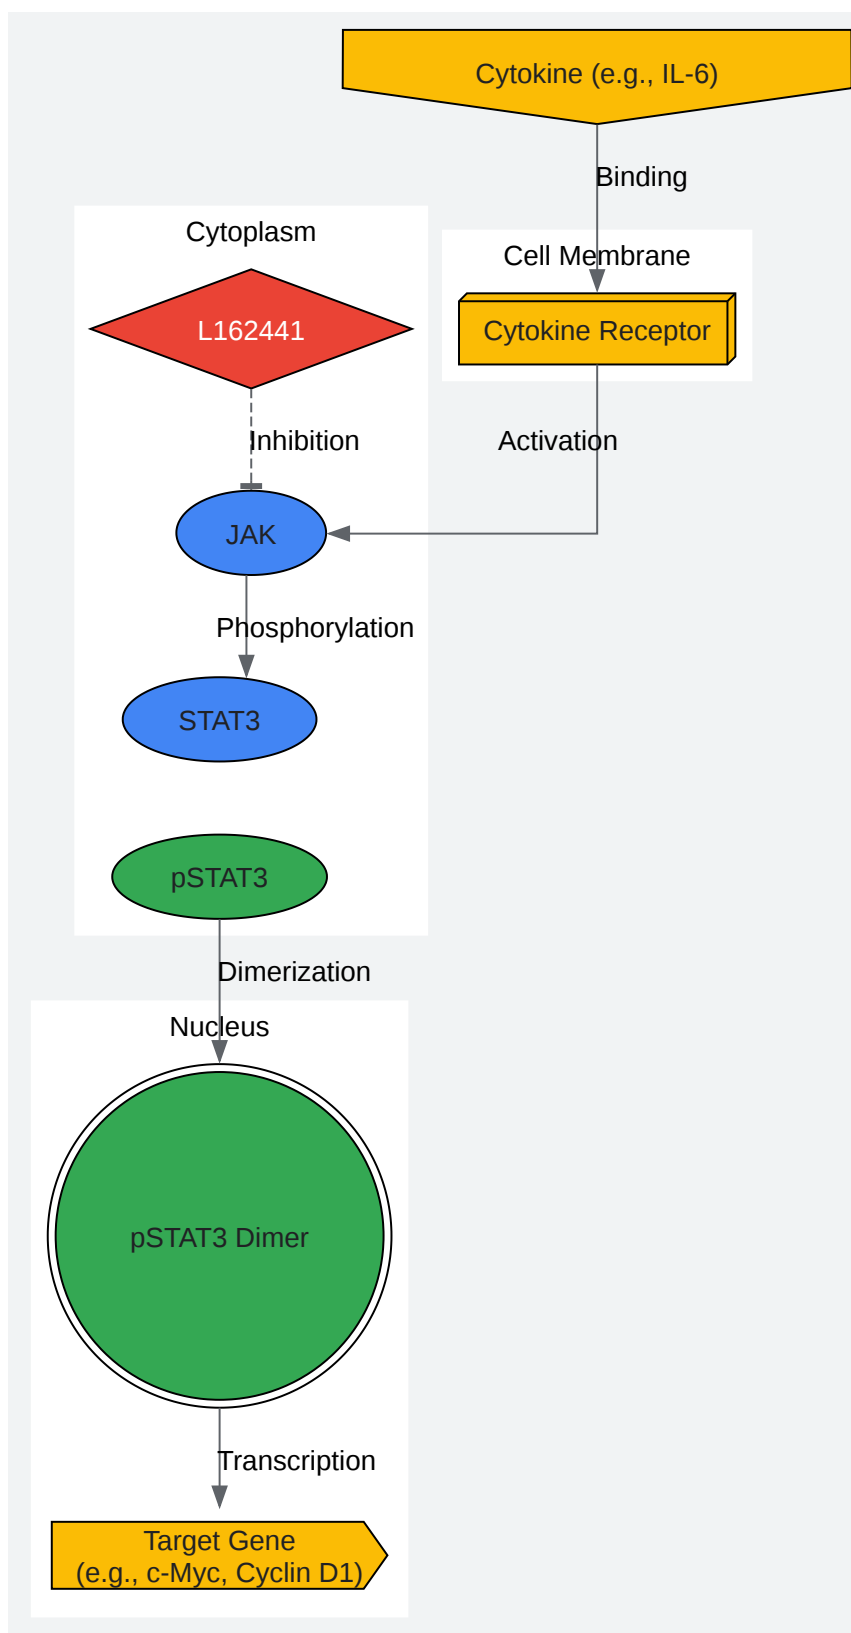 Cytokine (e.g., IL-6)
Binding
Cytoplasm
Cell Membrane
L162441
Cytokine Receptor
Inhibition
Activation
JAK
Phosphorylation
STAT3
pSTAT3
Dimerization
Nucleus
pSTAT3 Dimer
Transcription
Target Gene
(e.g., c-Myc, Cyclin D1)